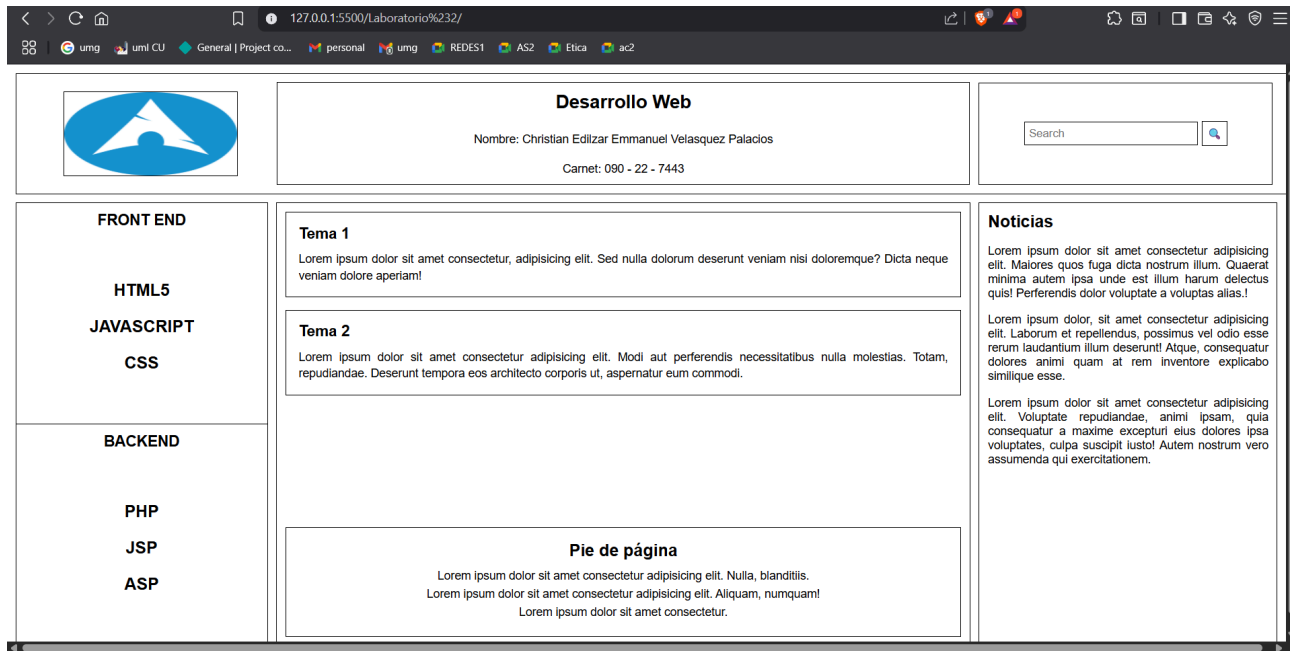 127.0.0.1:5500/Laboratorio%232/
umg
uml CU
General | Project co...
personal
umg
REDES1
AS2
Etica
ac2
Desarrollo Web
Nombre: Christian Edilzar Emmanuel Velasquez Palacios
Carnet: 090 - 22 - 7443
Search
FRONT END
HTML5
JAVASCRIPT
CSS
BACKEND
PHP
JSP
ASP
Tema 1
Lorem ipsum dolor sit amet consectetur, adipisicing elit. Sed nulla dolorum deserunt veniam nisi doloremque? Dicta neque
veniam dolore aperiam!
Tema 2
Lorem ipsum dolor sit amet consectetur adipisicing elit. Modi aut perferendis necessitatibus nulla molestias. Totam,
repudiandae. Deserunt tempora eos architecto corporis ut, aspernatur eum commodi.
Pie de página
Lorem ipsum dolor sit amet consectetur adipisicing elit. Nulla, blanditiis.
Lorem ipsum dolor sit amet consectetur adipisicing elit. Aliquam, numquam!
Lorem ipsum dolor sit amet consectetur.
Noticias
Lorem ipsum dolor sit amet consectetur adipisicing
elit. Maiores quos fuga dicta nostrum illum. Quaerat
minima autem ipsa unde est illum harum delectus
quis! Perferendis dolor voluptate a voluptas alias.!
Lorem ipsum dolor, sit amet consectetur adipisicing
elit. Laborum et repellendus, possimus vel odio esse
rerum laudantium illum deserunt! Atque, consequatur
dolores animi quam at rem inventore explicabo
similique esse.
Lorem ipsum dolor sit amet consectetur adipisicing
elit. Voluptate repudiandae, animi ipsam, quia
consequatur a maxime excepturi eius dolores ipsa
voluptates, culpa suscipit iusto! Autem nostrum vero
assumenda qui exercitationem.